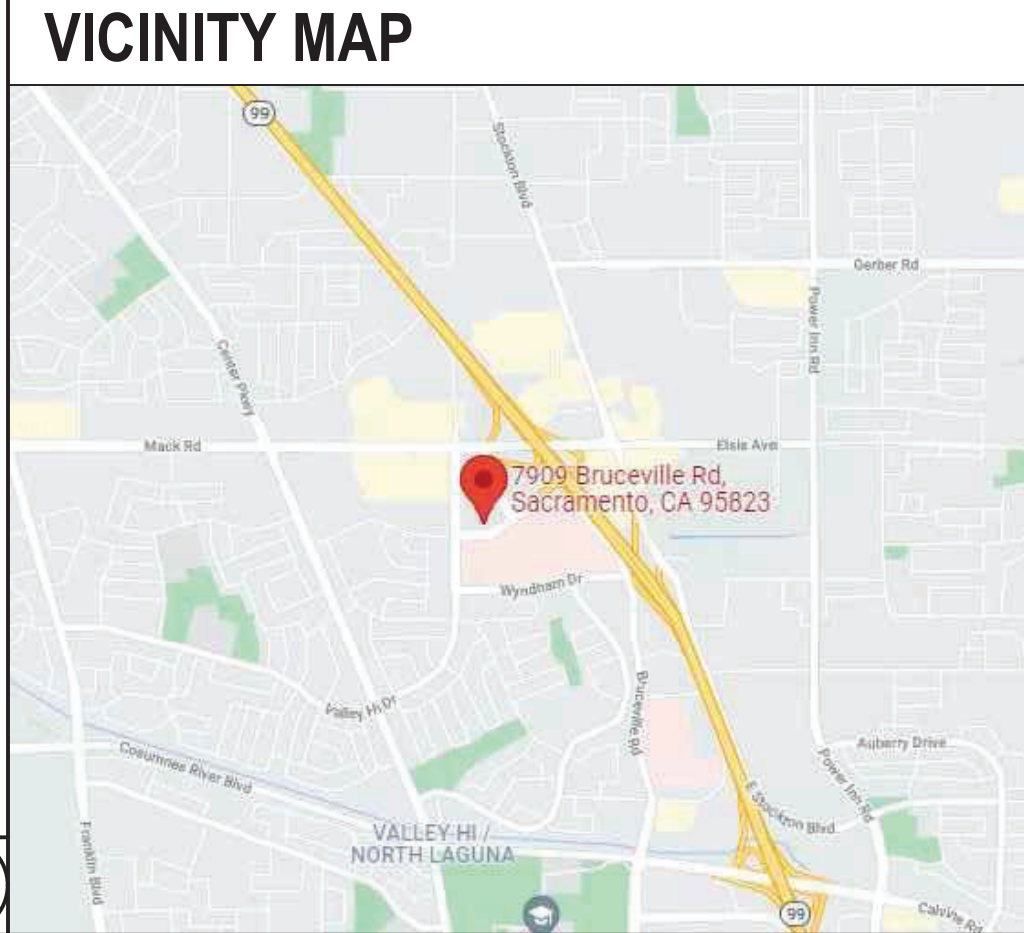 VICINITY MAP
99
Stockton Blvd
Gerber Rd
Power Inn Rd
Center Pkwy
Mack Rd
Elsie Ave
7909 Bruceville Rd,
Sacramento, CA 95823
Wyndham Dr
Valley Hi Dr
Bruceville Rd
Auberry Drive
Cosumnes River Blvd
Power Inn Rd
E Stockton Blvd
Franklin Blvd
VALLEY HI /
NORTH LAGUNA
99
Calvine Rd